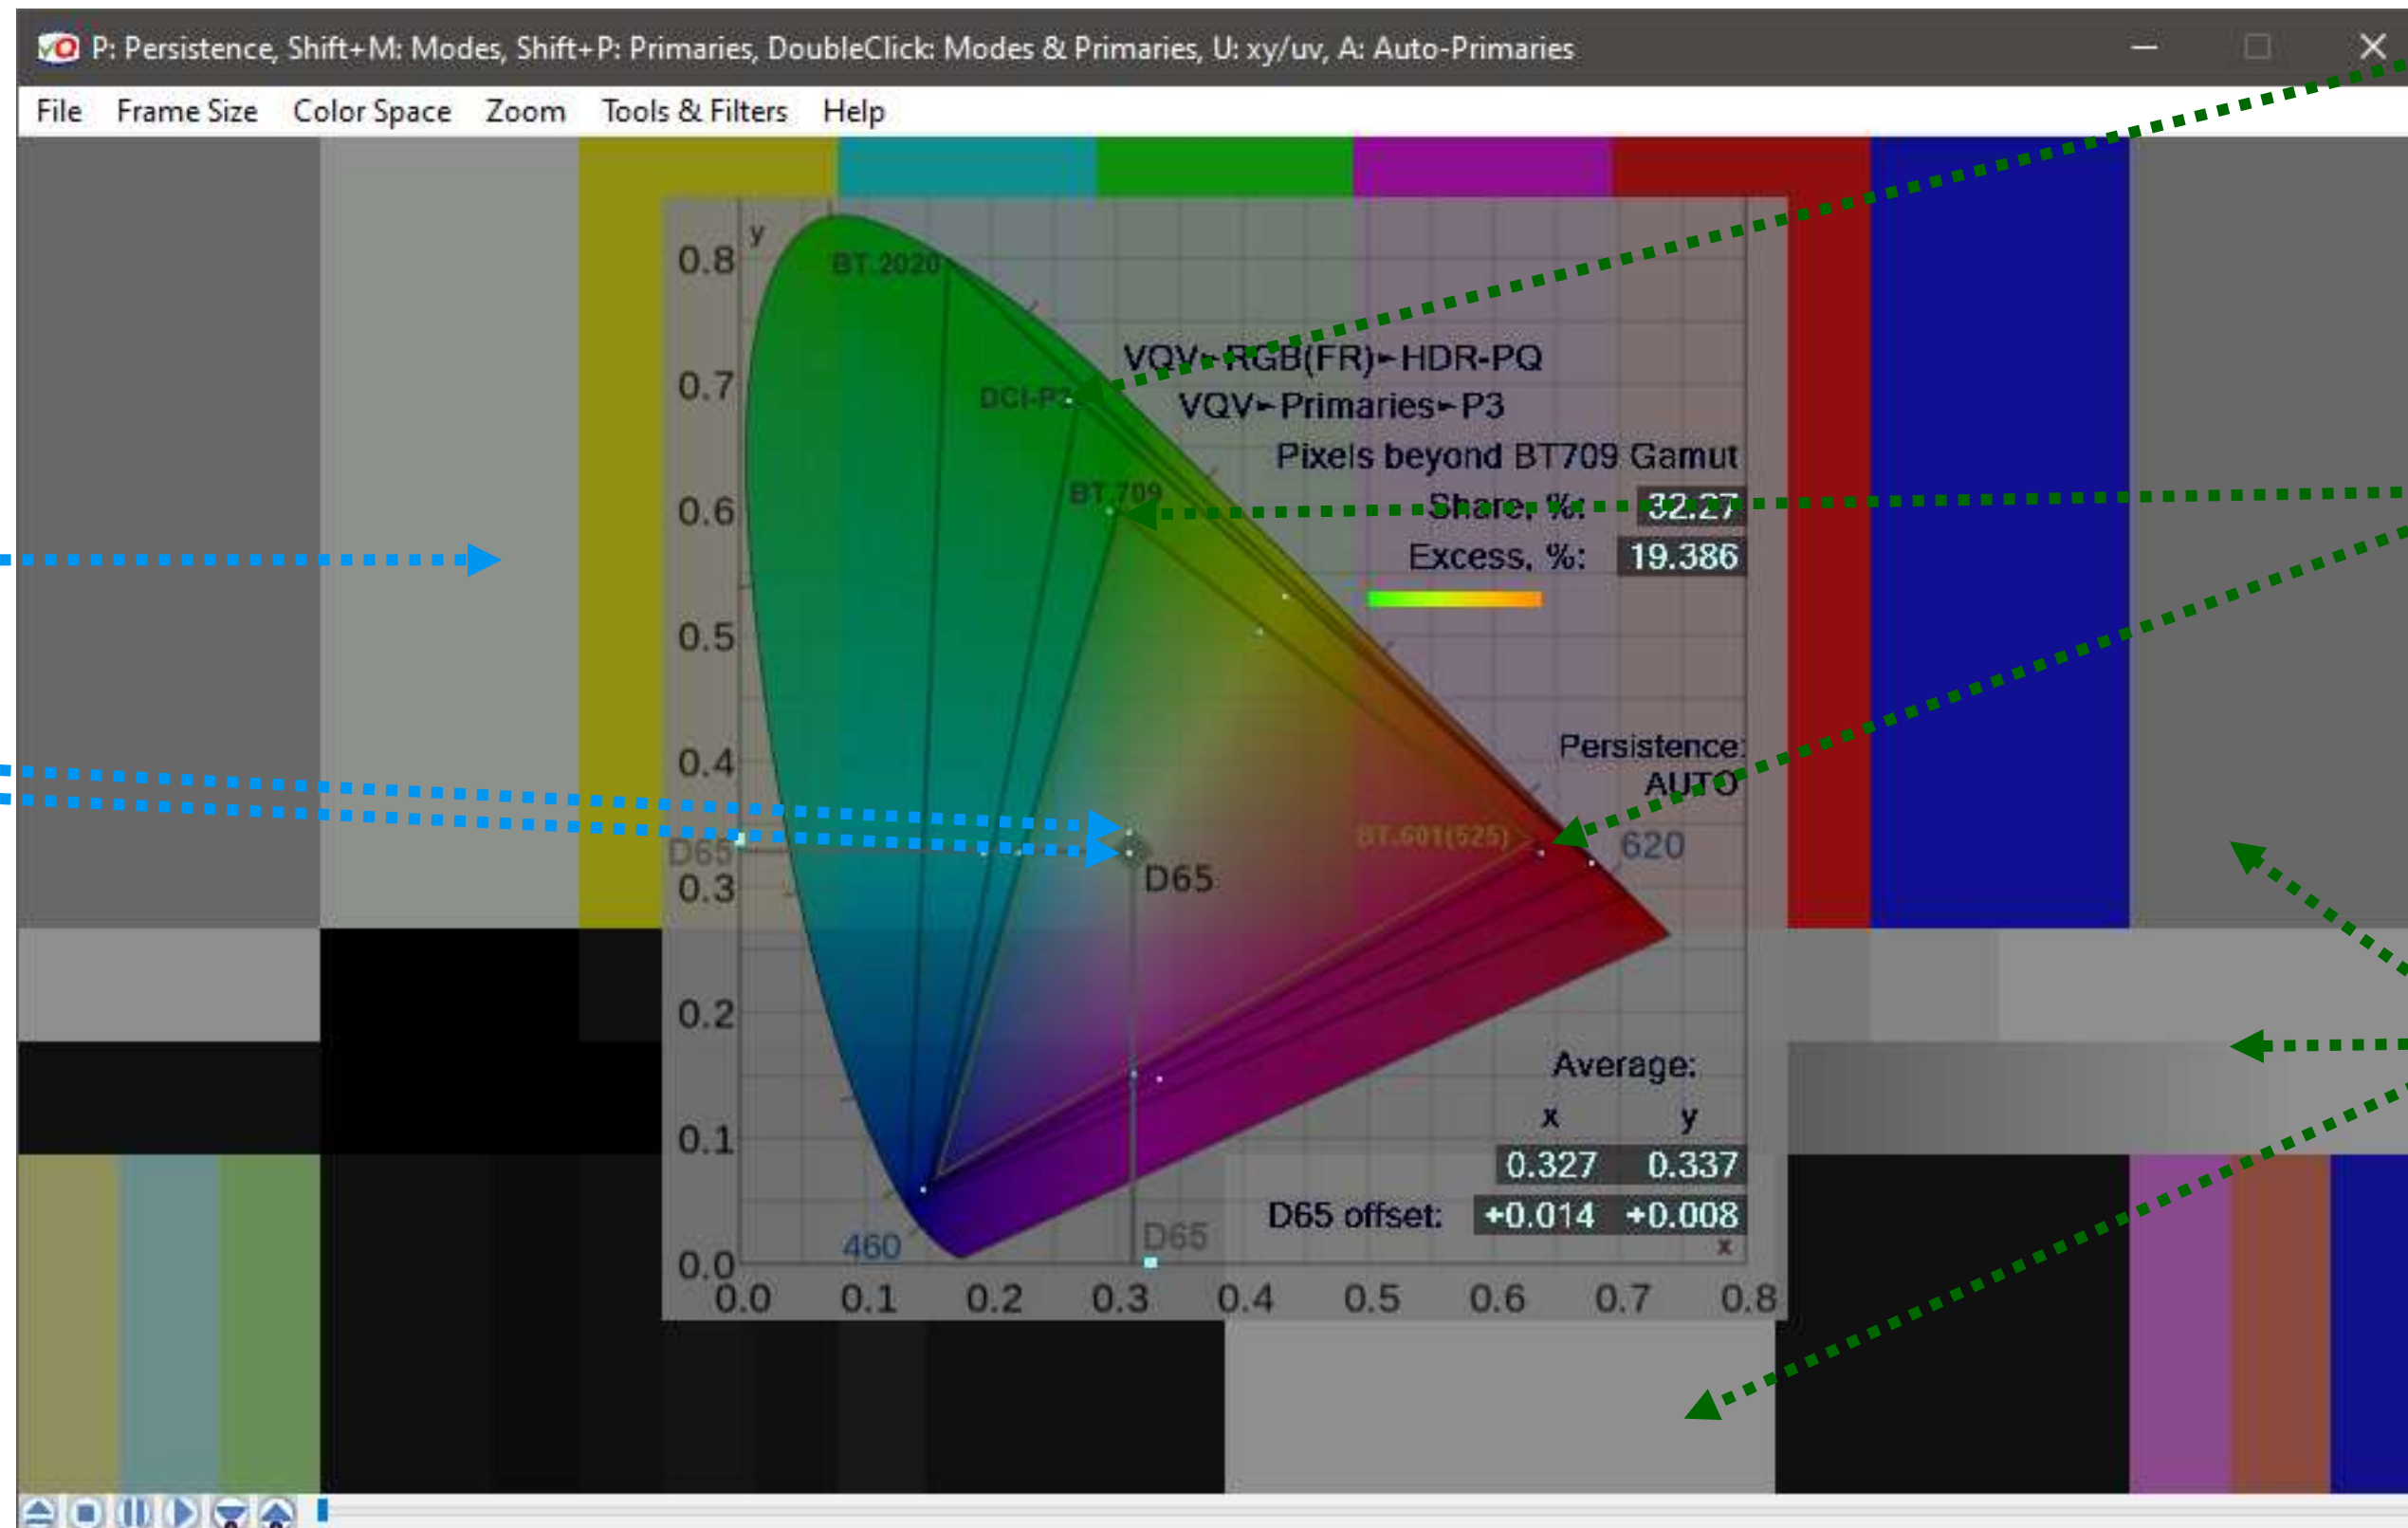 P: Persistence, Shift+M: Modes, Shift+P: Primaries, DoubleClick: Modes & Primaries, U: xy/uv, A: Auto-Primaries
File Frame Size Color Space Zoom Tools & Filters Help
y
0.8 BT.2020
VQV►RGB(FR)►HDR-PQ
0.7 DCI-P3 VQV►Primaries►P3
Pixels beyond BT709 Gamut
0.6 BT.709 Share, %: 32.27
Excess, %: 19.386
0.5
Persistence:
0.4 AUTO
D65 BT.601(525) 620
0.3 D65
0.2
Average:
0.1 x y
0.327 0.337
460 D65 D65 offset: +0.014 +0.008
0.0 x
0.0 0.1 0.2 0.3 0.4 0.5 0.6 0.7 0.8